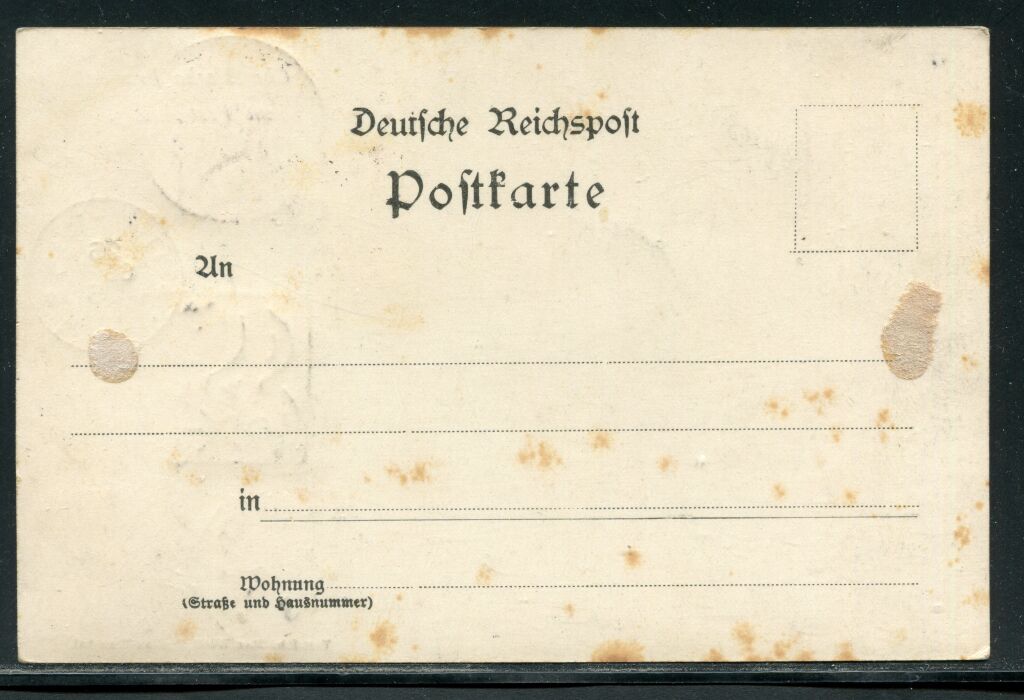 Deutſche Reichspoſt
Poſtkarte
An
in
Wohnung
(Straße und Hausnummer)